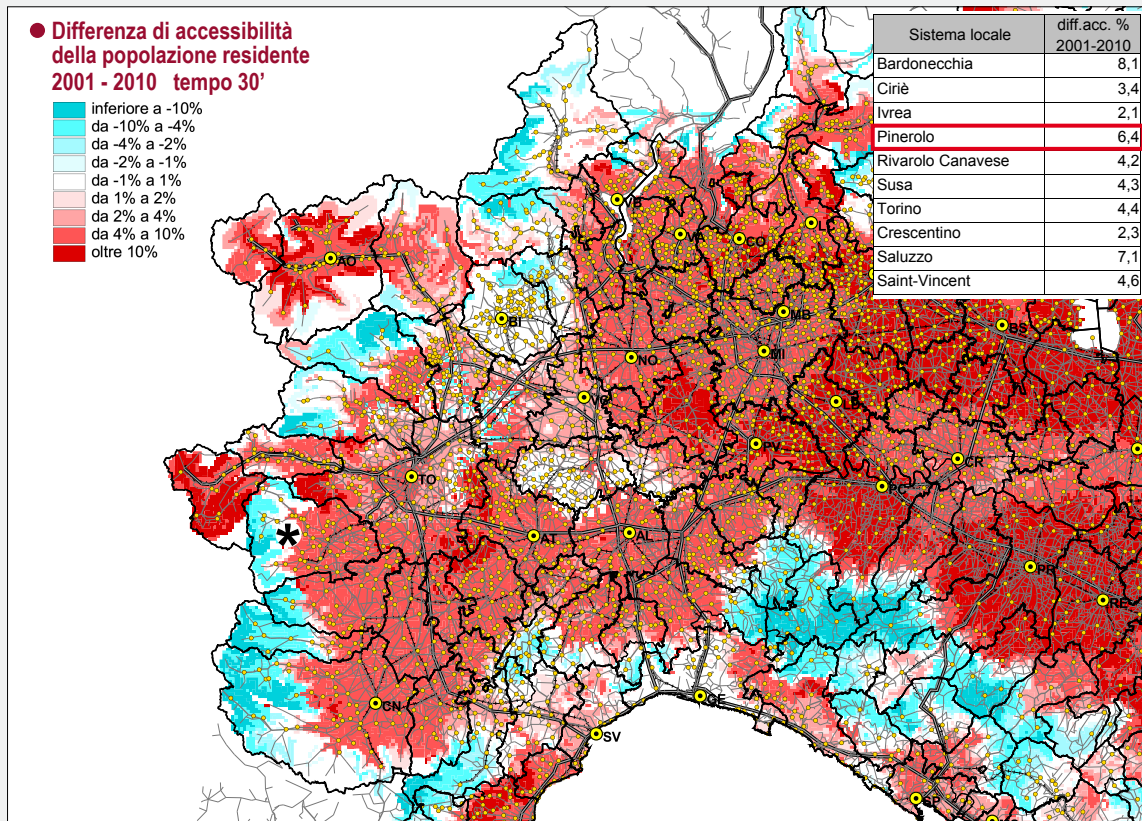 Differenza di accessibilità
della popolazione residente
2001 - 2010 tempo 30'
inferiore a -10%
da -10% a -4%
da -4% a -2%
da -2% a -1%
da -1% a 1%
da 1% a 2%
da 2% a 4%
da 4% a 10%
oltre 10%
Sistema locale diff.acc. % 2001-2010
Bardonecchia 8,1
Ciriè 3,4
Ivrea 2,1
Pinerolo 6,4
Rivarolo Canavese 4,2
Susa 4,3
Torino 4,4
Crescentino 2,3
Saluzzo 7,1
Saint-Vincent 4,6
VB
VA
CO
AO
BI
MB
BS
MI
NO
VC
PV
CR
TO
*
AT
AL
PR
RE
CN
GE
SV
SP